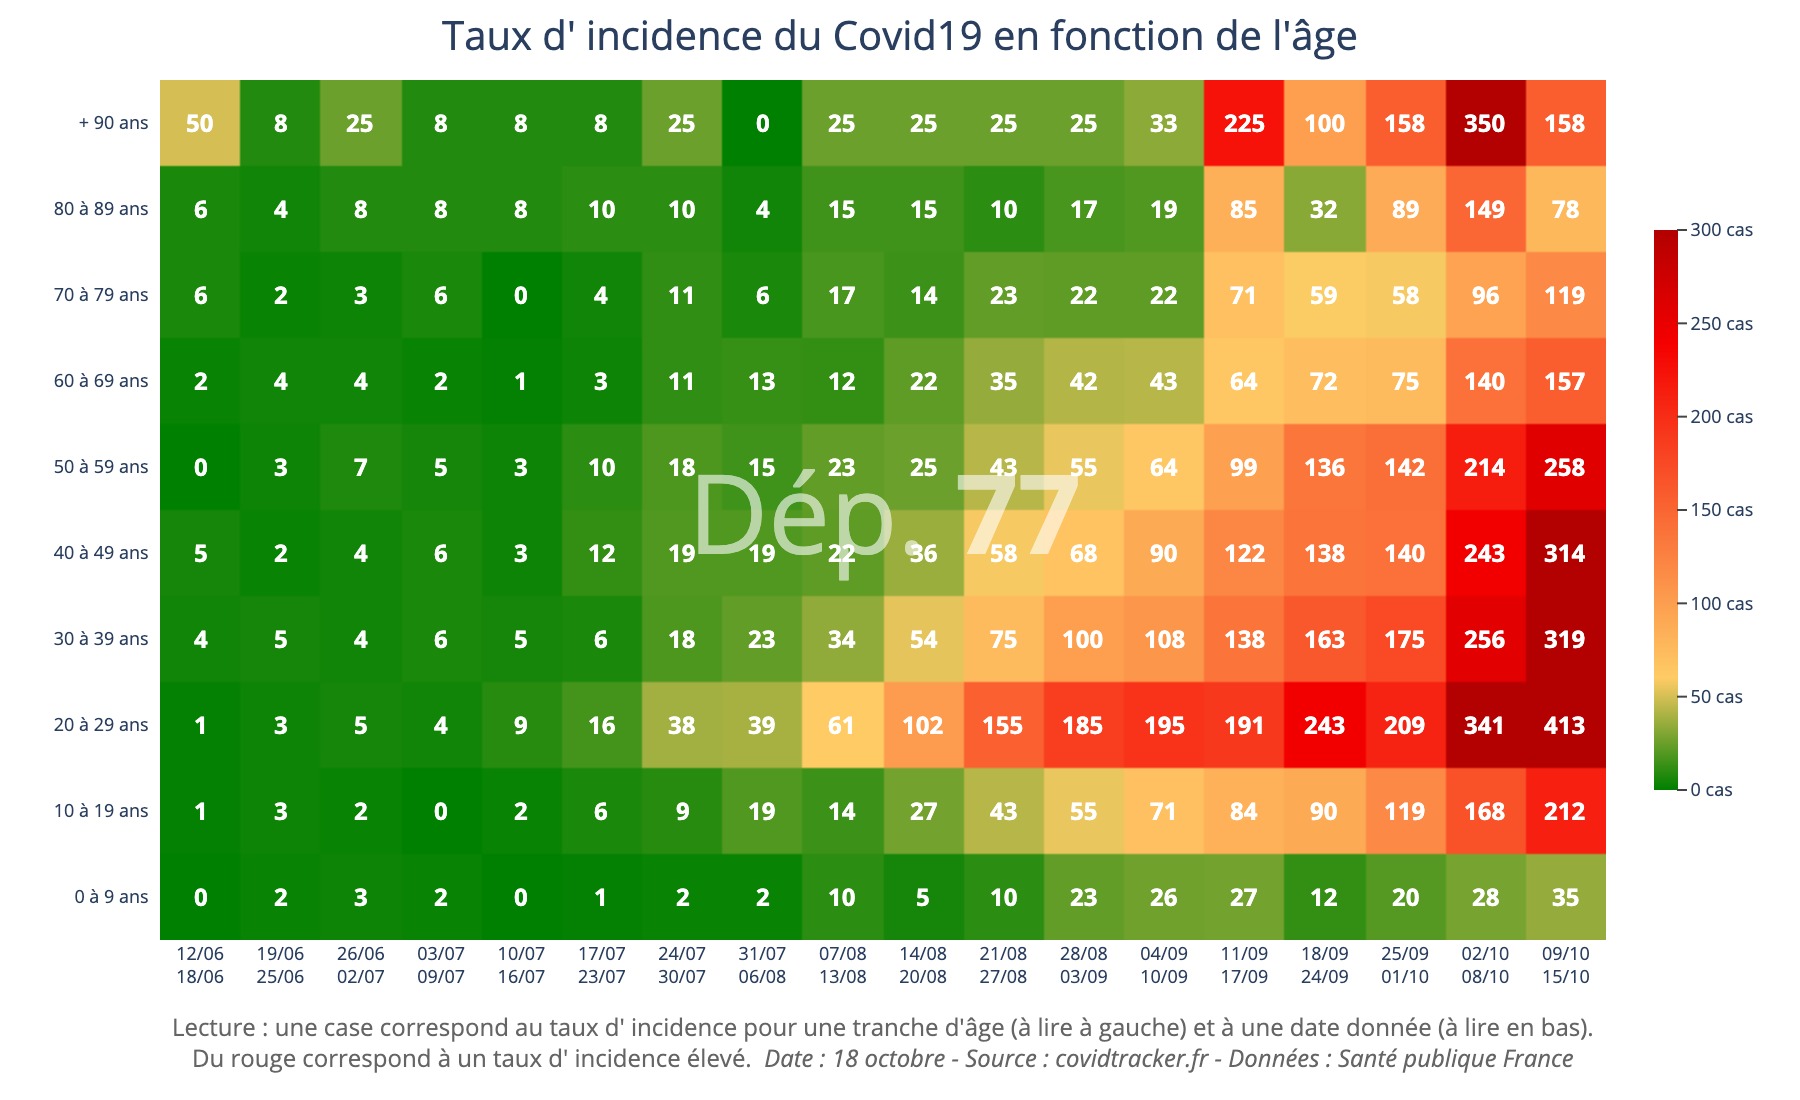 Taux d' incidence du Covid19 en fonction de l'âge
+ 90 ans 50 8 25 8 8 8 25 0 25 25 25 25 33 225 100 158 350 158
80 à 89 ans 6 4 8 8 8 10 10 4 15 15 10 17 19 85 32 89 149 78
70 à 79 ans 6 2 3 6 0 4 11 6 17 14 23 22 22 71 59 58 96 119
60 à 69 ans 2 4 4 2 1 3 11 13 12 22 35 42 43 64 72 75 140 157
50 à 59 ans 0 3 7 5 3 10 18 15 23 25 43 55 64 99 136 142 214 258
Dép. 77
40 à 49 ans 5 2 4 6 3 12 19 19 22 36 58 68 90 122 138 140 243 314
30 à 39 ans 4 5 4 6 5 6 18 23 34 54 75 100 108 138 163 175 256 319
20 à 29 ans 1 3 5 4 9 16 38 39 61 102 155 185 195 191 243 209 341 413
10 à 19 ans 1 3 2 0 2 6 9 19 14 27 43 55 71 84 90 119 168 212
0 à 9 ans 0 2 3 2 0 1 2 2 10 5 10 23 26 27 12 20 28 35
12/06 19/06 26/06 03/07 10/07 17/07 24/07 31/07 07/08 14/08 21/08 28/08 04/09 11/09 18/09 25/09 02/10 09/10
18/06 25/06 02/07 09/07 16/07 23/07 30/07 06/08 13/08 20/08 27/08 03/09 10/09 17/09 24/09 01/10 08/10 15/10
300 cas
250 cas
200 cas
150 cas
100 cas
50 cas
0 cas
Lecture : une case correspond au taux d' incidence pour une tranche d'âge (à lire à gauche) et à une date donnée (à lire en bas).
Du rouge correspond à un taux d' incidence élevé. Date : 18 octobre - Source : covidtracker.fr - Données : Santé publique France